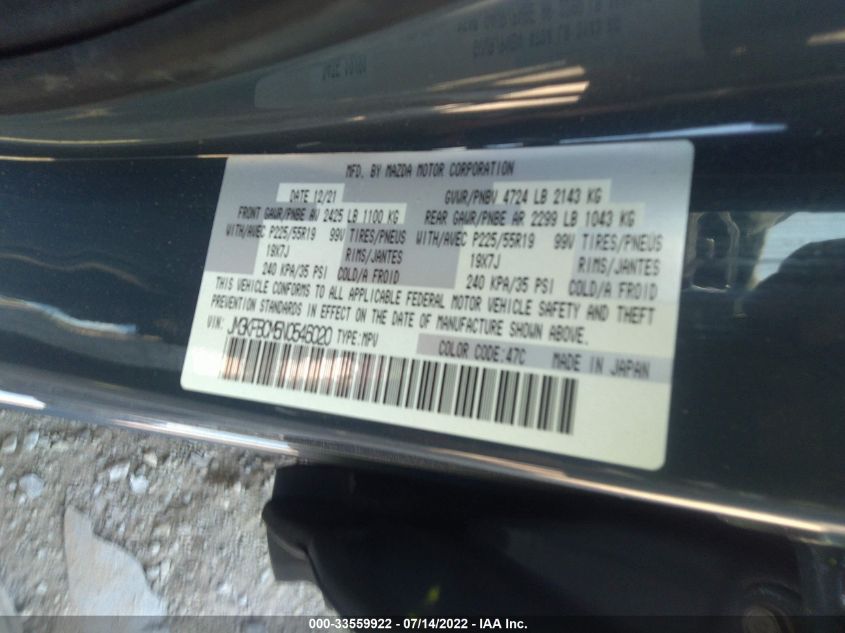 MFD. BY MAZDA MOTOR CORPORATION
DATE 12/21 GVWR/PNBV 4724 LB 2143 KG
FRONT GAWR/PNBE AV 2425 LB 1100 KG REAR GAWR/PNBE AR 2299 LB 1043 KG
WITH/AVEC P225/55R19 99V TIRES/PNEUS WITH/AVEC P225/55R19 99V TIRES/PNEUS
19X7J RIMS/JANTES 19X7J RIMS/JANTES
240 KPA/35 PSI COLD/A FROID 240 KPA/35 PSI COLD/A FROID
THIS VEHICLE CONFORMS TO ALL APPLICABLE FEDERAL MOTOR VEHICLE SAFETY AND THEFT
PREVENTION STANDARDS IN EFFECT ON THE DATE OF MANUFACTURE SHOWN ABOVE.
VIN: JM3KFBCM5N0546020 TYPE:MPV COLOR CODE:47C MADE IN JAPAN
000-33559922 - 07/14/2022 - IAA Inc.